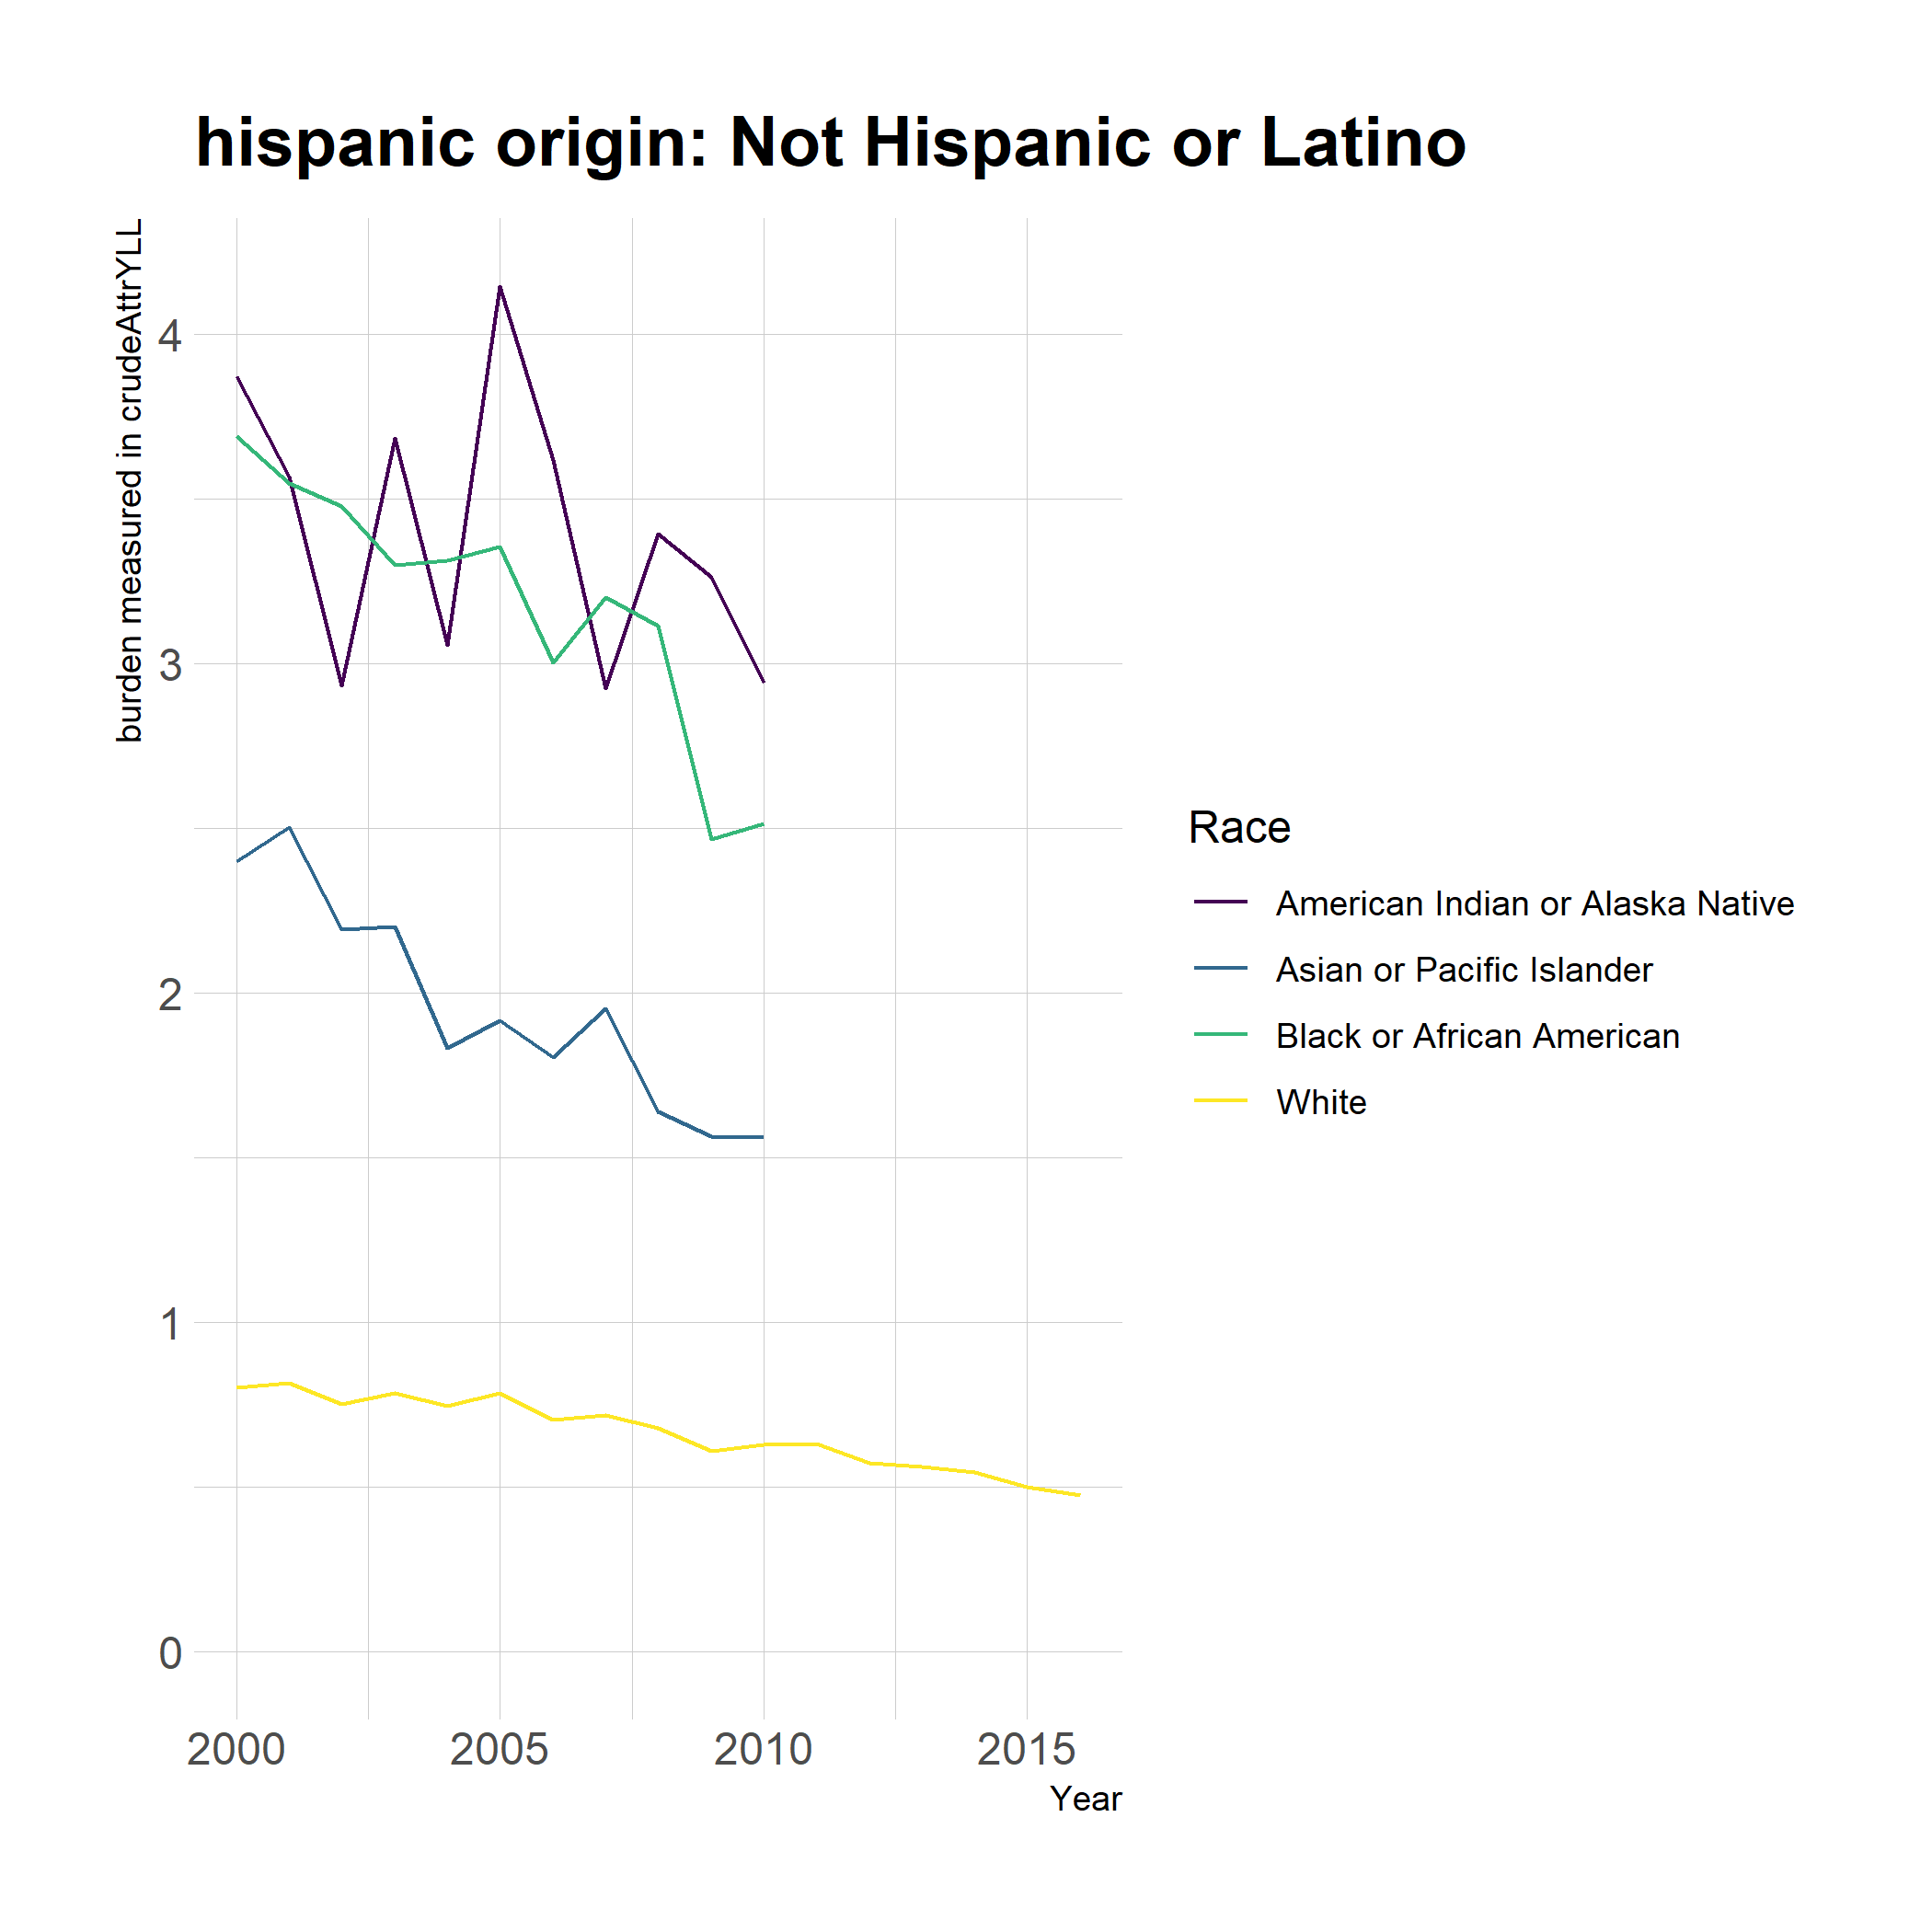 hispanic origin: Not Hispanic or Latino
burden measured in crudeAttrYLL
4
3
2
1
0
2000 2005 2010 2015
Year
Race
American Indian or Alaska Native
Asian or Pacific Islander
Black or African American
White